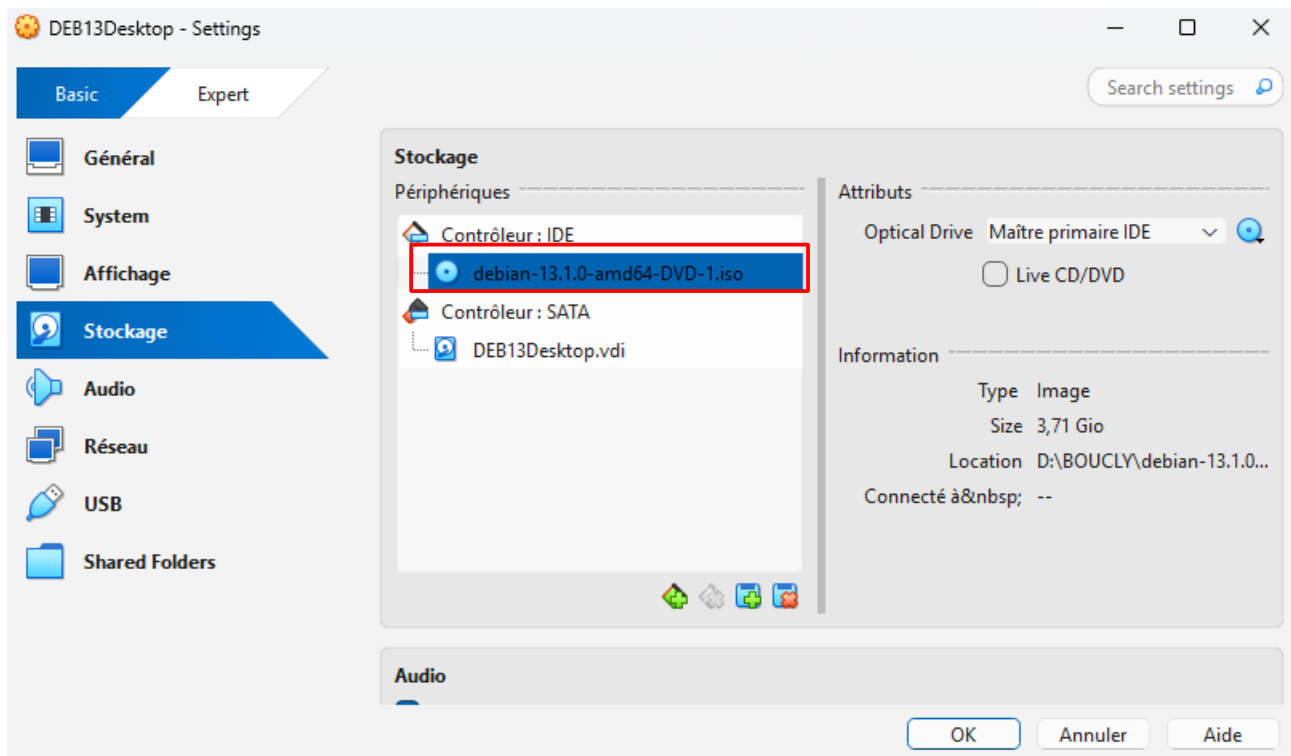 DEB13Desktop - Settings
Basic
Expert
Search settings
Général
System
Affichage
Stockage
Audio
Réseau
USB
Shared Folders
Stockage
Périphériques
Contrôleur : IDE
debian-13.1.0-amd64-DVD-1.iso
Contrôleur : SATA
DEB13Desktop.vdi
Attributs
Optical Drive Maître primaire IDE
Live CD/DVD
Information
Type Image
Size 3,71 Gio
Location D:\BOUCLY\debian-13.1.0...
Connecté à&nbsp; --
Audio
OK Annuler Aide